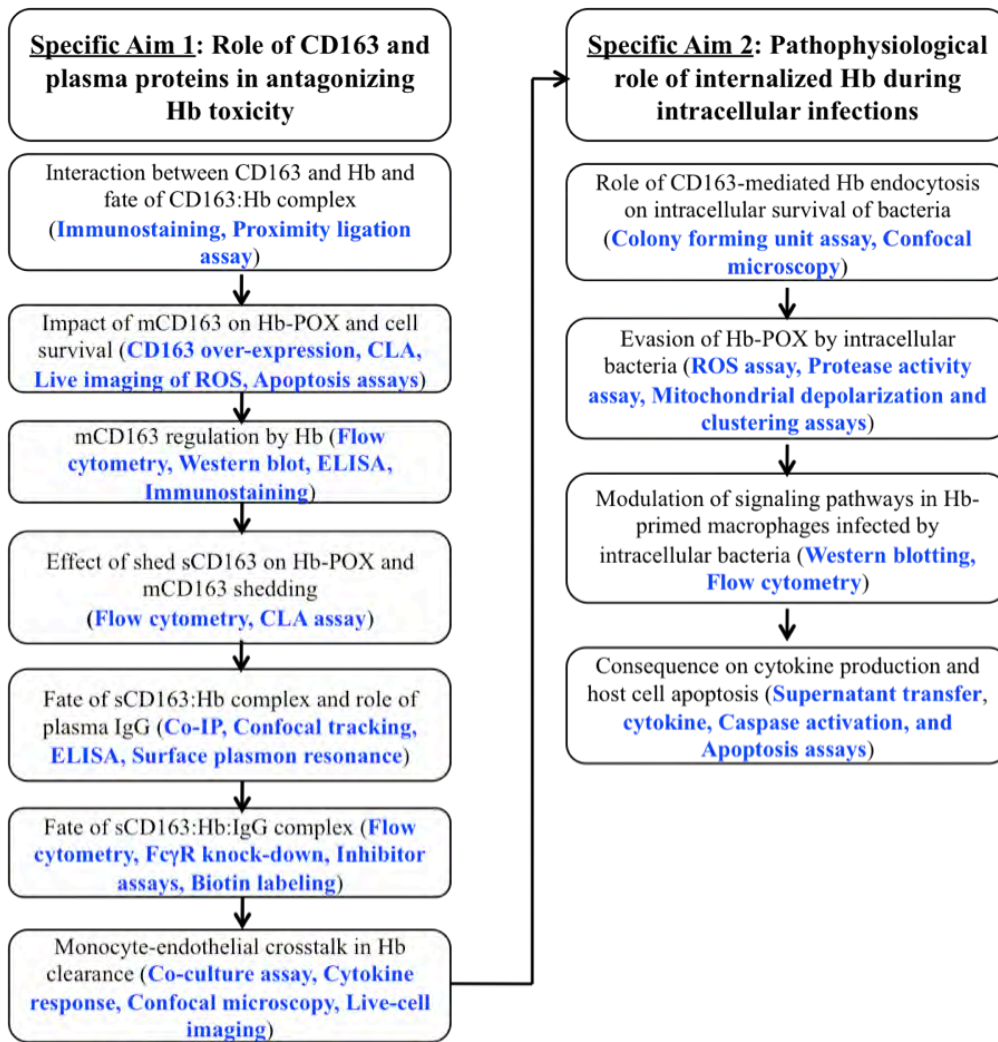 Specific Aim 1: Role of CD163 and
plasma proteins in antagonizing
Hb toxicity
Interaction between CD163 and Hb and
fate of CD163:Hb complex
(Immunostaining, Proximity ligation
assay)
Impact of mCD163 on Hb-POX and cell
survival (CD163 over-expression, CLA,
Live imaging of ROS, Apoptosis assays)
mCD163 regulation by Hb (Flow
cytometry, Western blot, ELISA,
Immunostaining)
Effect of shed sCD163 on Hb-POX and
mCD163 shedding
(Flow cytometry, CLA assay)
Fate of sCD163:Hb complex and role of
plasma IgG (Co-IP, Confocal tracking,
ELISA, Surface plasmon resonance)
Fate of sCD163:Hb:IgG complex (Flow
cytometry, FcγR knock-down, Inhibitor
assays, Biotin labeling)
Monocyte-endothelial crosstalk in Hb
clearance (Co-culture assay, Cytokine
response, Confocal microscopy, Live-cell
imaging)
Specific Aim 2: Pathophysiological
role of internalized Hb during
intracellular infections
Role of CD163-mediated Hb endocytosis
on intracellular survival of bacteria
(Colony forming unit assay, Confocal
microscopy)
Evasion of Hb-POX by intracellular
bacteria (ROS assay, Protease activity
assay, Mitochondrial depolarization and
clustering assays)
Modulation of signaling pathways in Hb-
primed macrophages infected by
intracellular bacteria (Western blotting,
Flow cytometry)
Consequence on cytokine production and
host cell apoptosis (Supernatant transfer,
cytokine, Caspase activation, and
Apoptosis assays)